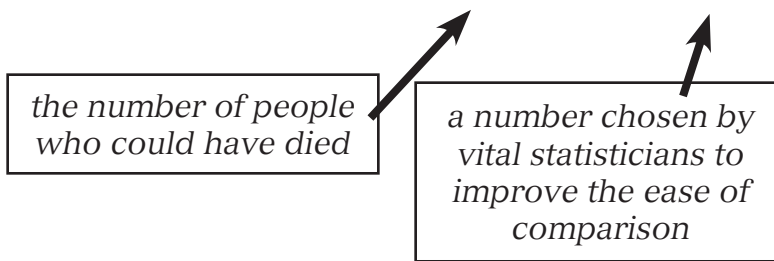 the number of people
who could have died
a number chosen by
vital statisticians to
improve the ease of
comparison